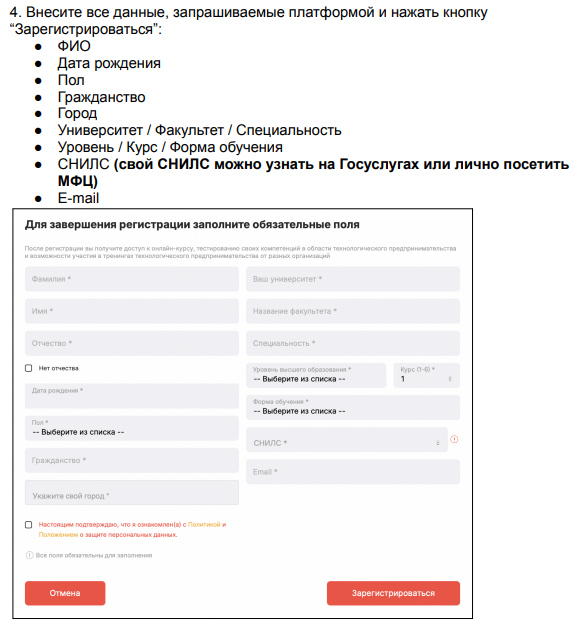 4. Внесите все данные, запрашиваемые платформой и нажать кнопку
“Зарегистрироваться”:
● ФИО
● Дата рождения
● Пол
● Гражданство
● Город
● Университет / Факультет / Специальность
● Уровень / Курс / Форма обучения
● СНИЛС (свой СНИЛС можно узнать на Госуслугах или лично посетить
МФЦ)
● E-mail
Для завершения регистрации заполните обязательные поля
После регистрации вы получите доступ к онлайн-курсу, тестированию своих компетенций в области технологического предпринимательства
и возможности участия в тренингах технологического предпринимательства от разных организаций
Фамилия *
Имя *
Отчество *
Нет отчества
Дата рождения *
Пол *
-- Выберите из списка --
Гражданство *
Укажите свой город *
Ваш университет *
Название факультета *
Специальность *
Уровень высшего образования *
-- Выберите из списка --
Курс (1-6) *
1
Форма обучения *
-- Выберите из списка --
СНИЛС *
Email *
Настоящим подтверждаю, что я ознакомлен(а) с Политикой и
Положением о защите персональных данных.
Все поля обязательны для заполнения
Отмена
Зарегистрироваться